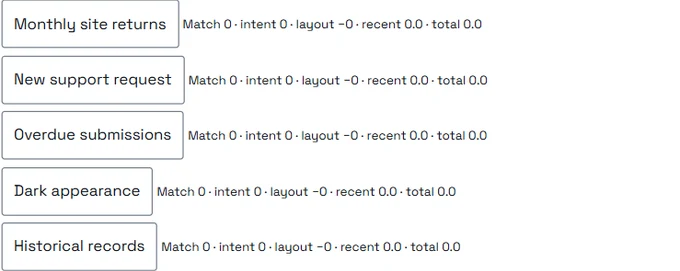 Monthly site returns Match 0 · intent 0 · layout −0 · recent 0.0 · total 0.0
New support request Match 0 · intent 0 · layout −0 · recent 0.0 · total 0.0
Overdue submissions Match 0 · intent 0 · layout −0 · recent 0.0 · total 0.0
Dark appearance Match 0 · intent 0 · layout −0 · recent 0.0 · total 0.0
Historical records Match 0 · intent 0 · layout −0 · recent 0.0 · total 0.0